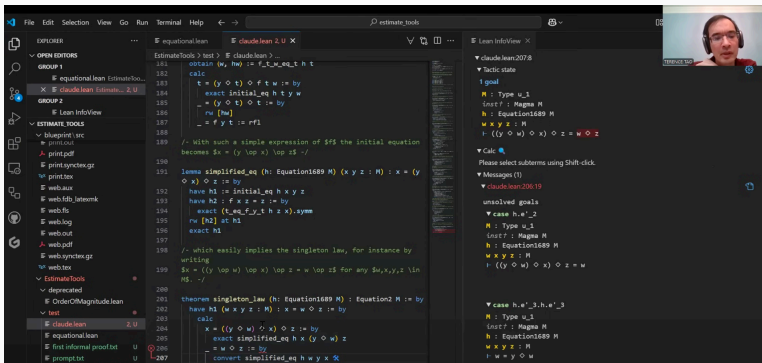 File Edit Selection View Go Run Terminal Help
estimate_tools
EXPLORER
OPEN EDITORS
GROUP 1
equational.lean EstimateToo...
claude.lean Estimate... 2, U
GROUP 2
Lean InfoView
ESTIMATE_TOOLS
blueprint \ src
print.out
print.pdf
print.synctex.gz
print.tex
web.aux
web.fdb_latexmk
web.fls
web.log
web.out
web.pdf
web.synctex.gz
web.tex
EstimateTools
deprecated
OrderOfMagnitude.lean
test
claude.lean 2, U
equational.lean
first informal proof.txt U
prompt.txt U
equational.lean
claude.lean 2, U
EstimateTools > test > claude.lean > ...
181 obtain ⟨w, hw⟩ := f_t_w_eq_t h t
182 calc
183 t = (y ◇ t) ◇ f t w := by
184 exact initial_eq h t y w
185 _ = (y ◇ t) ◇ t := by
186 rw [hw]
187 _ = f y t := rfl
188
189 /- With such a simple expression of $f$ the initial equation
becomes $x = (y \op x) \op z$ -/
190
191 lemma simplified_eq (h: Equation1689 M) (x y z : M) : x = (y
◇ x) ◇ z := by
192 have h1 := initial_eq h x y z
193 have h2 : f x z = z := by
194 exact (t_eq_f_y_t h z x).symm
195 rw [h2] at h1
196 exact h1
197
198 /- which easily implies the singleton law, for instance by
writing
199 $x = ((y \op w) \op x) \op z = w \op z$ for any $w,x,y,z \in
M$. -/
200
201 theorem singleton_law (h: Equation1689 M) : Equation2 M := by
202 have h1 (w x y z : M) : x = w ◇ z := by
203 calc
204 x = ((y ◇ w) ◇ x) ◇ z := by
205 exact simplified_eq h x (y ◇ w) z
206 _ = w ◇ z := by
207 convert simplified_eq h w y x
Lean InfoView
claude.lean:207:8
Tactic state
1 goal
M : Type u_1
inst† : Magma M
h : Equation1689 M
w x y z : M
⊢ ((y ◇ w) ◇ x) ◇ z = w ◇ z
Calc
Please select subterms using Shift-click.
Messages (1)
claude.lean:206:19
unsolved goals
case h.e'_2
M : Type u_1
inst† : Magma M
h : Equation1689 M
w x y z : M
⊢ ((y ◇ w) ◇ x) ◇ z = w
case h.e'_3.h.e'_3
M : Type u_1
inst† : Magma M
h : Equation1689 M
w x y z : M
⊢ w = y ◇ w
TERENCE TAO